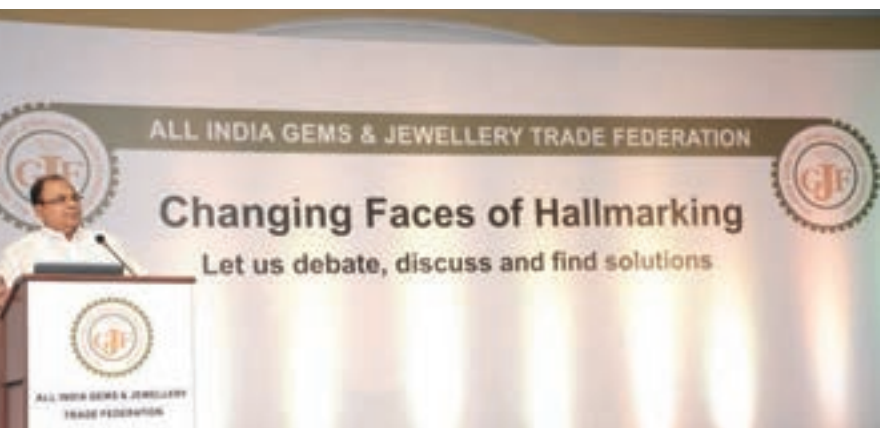 ALL INDIA GEMS & JEWELLERY TRADE FEDERATION
GJF
GJF
Changing Faces of Hallmarking
Let us debate, discuss and find solutions
GJF
ALL INDIA GEMS & JEWELLERY
TRADE FEDERATION